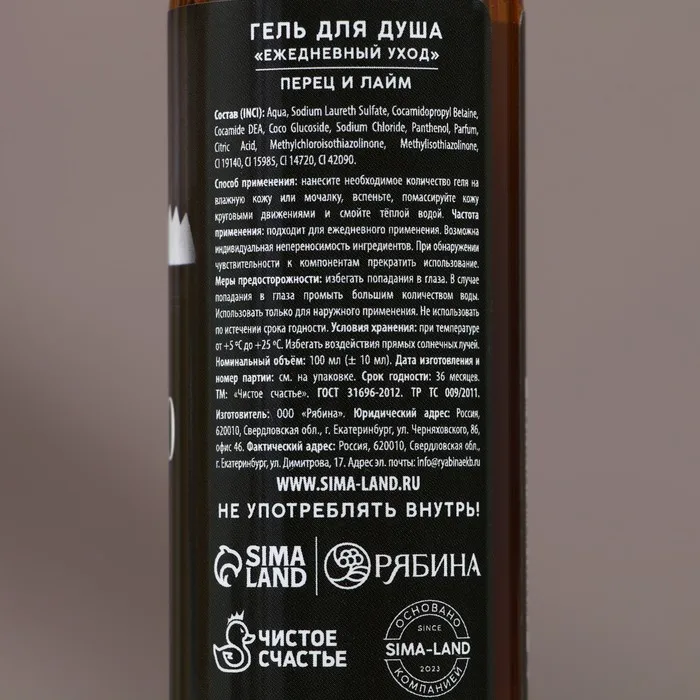 ГЕЛЬ ДЛЯ ДУША
«ЕЖЕДНЕВНЫЙ УХОД»
ПЕРЕЦ И ЛАЙМ
Состав (INCI): Aqua, Sodium Laureth Sulfate, Cocamidopropyl Betaine,
Cocamide DEA, Coco Glucoside, Sodium Chloride, Panthenol, Parfum,
Citric Acid, Methylchloroisothiazolinone, Methylisothiazolinone,
CI 19140, CI 15985, CI 14720, CI 42090.
Способ применения: нанесите необходимое количество геля на
влажную кожу или мочалку, вспеньте, помассируйте кожу
круговыми движениями и смойте тёплой водой. Частота
применения: подходит для ежедневного применения. Возможна
индивидуальная непереносимость ингредиентов. При обнаружении
чувствительности к компонентам прекратить использование.
Меры предосторожности: избегать попадания в глаза. В случае
попадания в глаза промыть большим количеством воды.
Использовать только для наружного применения. Не использовать
по истечении срока годности. Условия хранения: при температуре
от +5 °С до +25 °С. Избегать воздействия прямых солнечных лучей.
Номинальный объём: 100 мл (± 10 мл). Дата изготовления и
номер партии: см. на упаковке. Срок годности: 36 месяцев.
ТМ: «Чистое счастье». ГОСТ 31696-2012. ТР ТС 009/2011.
Изготовитель: ООО «Рябина». Юридический адрес: Россия,
620010, Свердловская обл., г. Екатеринбург, ул. Черняховского, 86,
офис 46. Фактический адрес: Россия, 620010, Свердловская обл.,
г. Екатеринбург, ул. Димитрова, 17. Адрес эл. почты: info@ryabinaekb.ru
WWW.SIMA-LAND.RU
НЕ УПОТРЕБЛЯТЬ ВНУТРЬ!
SIMA
LAND
РЯБИНА
ЧИСТОЕ
СЧАСТЬЕ
ОСНОВАНО
SINCE
SIMA-LAND
2023
КОМПАНИЕЙ